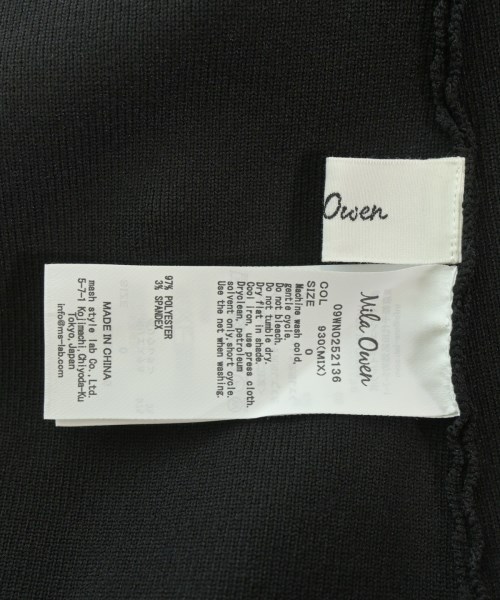 Owen
Nila Owen
09WNO252136
COL 930(MIX)
SIZE 0
Machine wash cold,
gentle cycle.
Do not bleach.
Do not tumble dry.
Dry flat in shade.
Cool iron, use press cloth.
Dryclean, petroleum
solvent only,short cycle.
Use the net when washing.
97% POLYESTER
3% SPANDEX
MADE IN CHINA
mash style lab Co.,Ltd.
5-7-1 Kojimachi Chiyoda-Ku
Tokyo,Japan
info@ms-lab.com